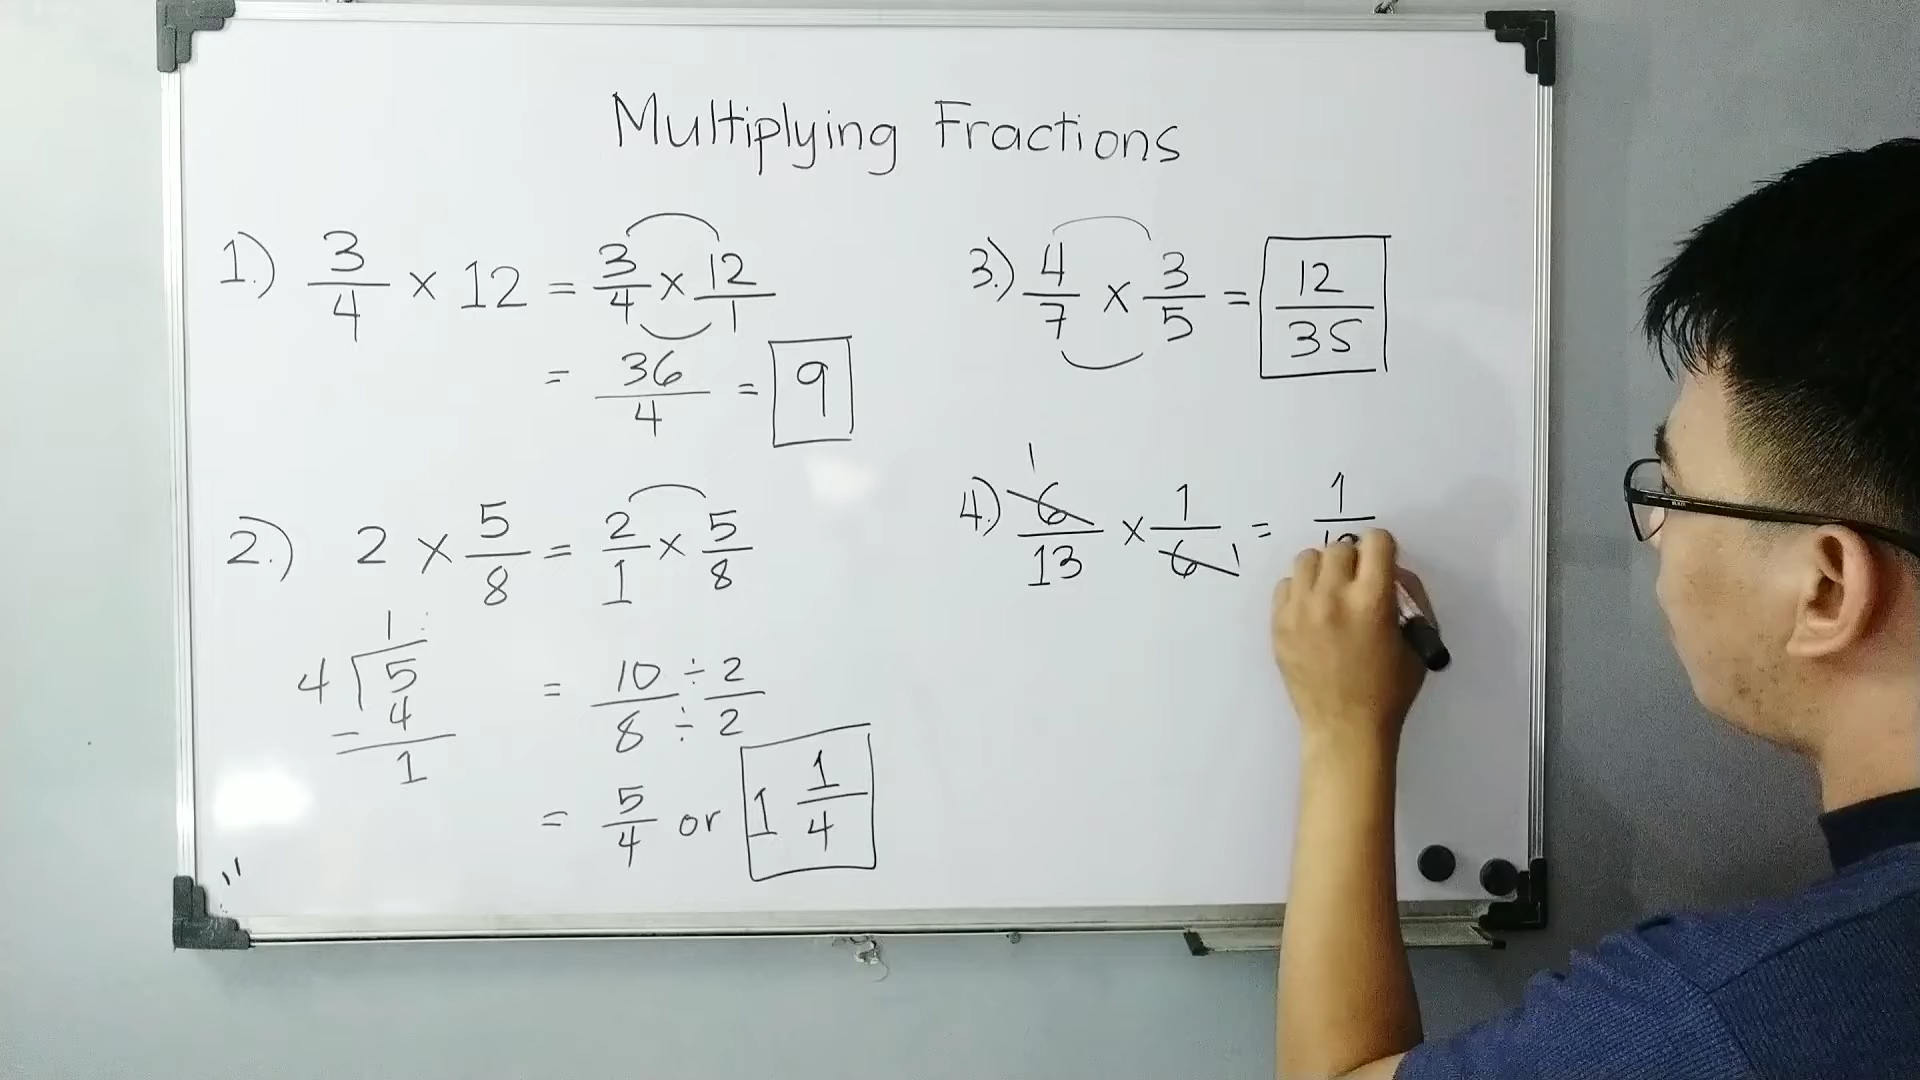 Multiplying Fractions
1.) 3/4 × 12 = 3/4 × 12/1
= 36/4 = 9
2.) 2 × 5/8 = 2/1 × 5/8
= 10/8 ÷ 2/÷ 2
= 5/4 or 1 1/4
1
4 5
- 4
1
3.) 4/7 × 3/5 = 12/35
1
4.) 6/13 × 1/6 1 = 1/